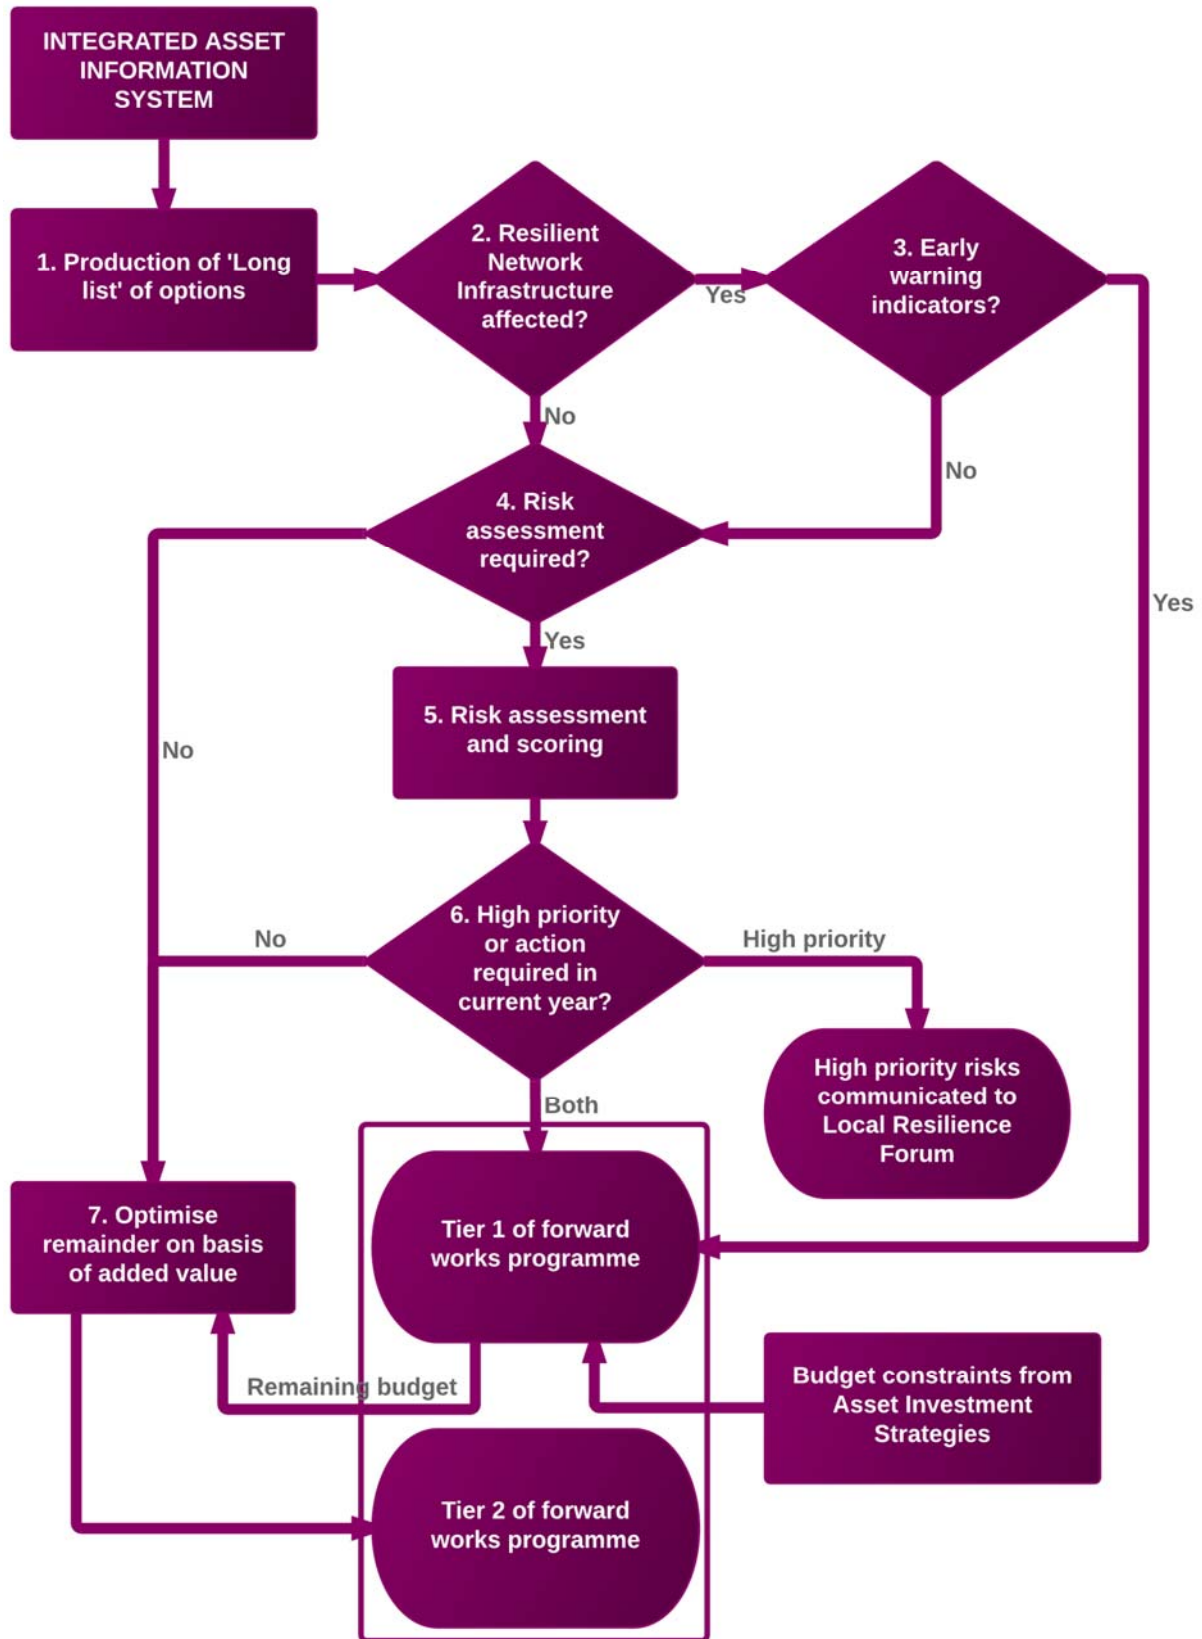 INTEGRATED ASSET
INFORMATION
SYSTEM
1. Production of 'Long
list' of options
2. Resilient
Network
Infrastructure
affected?
Yes
3. Early
warning
indicators?
No
No
4. Risk
assessment
required?
Yes
Yes
5. Risk assessment
and scoring
No
6. High priority
or action
required in
current year?
No
High priority
High priority risks
communicated to
Local Resilience
Forum
Both
7. Optimise
remainder on basis
of added value
Tier 1 of forward
works programme
Remaining budget
Budget constraints from
Asset Investment
Strategies
Tier 2 of forward
works programme